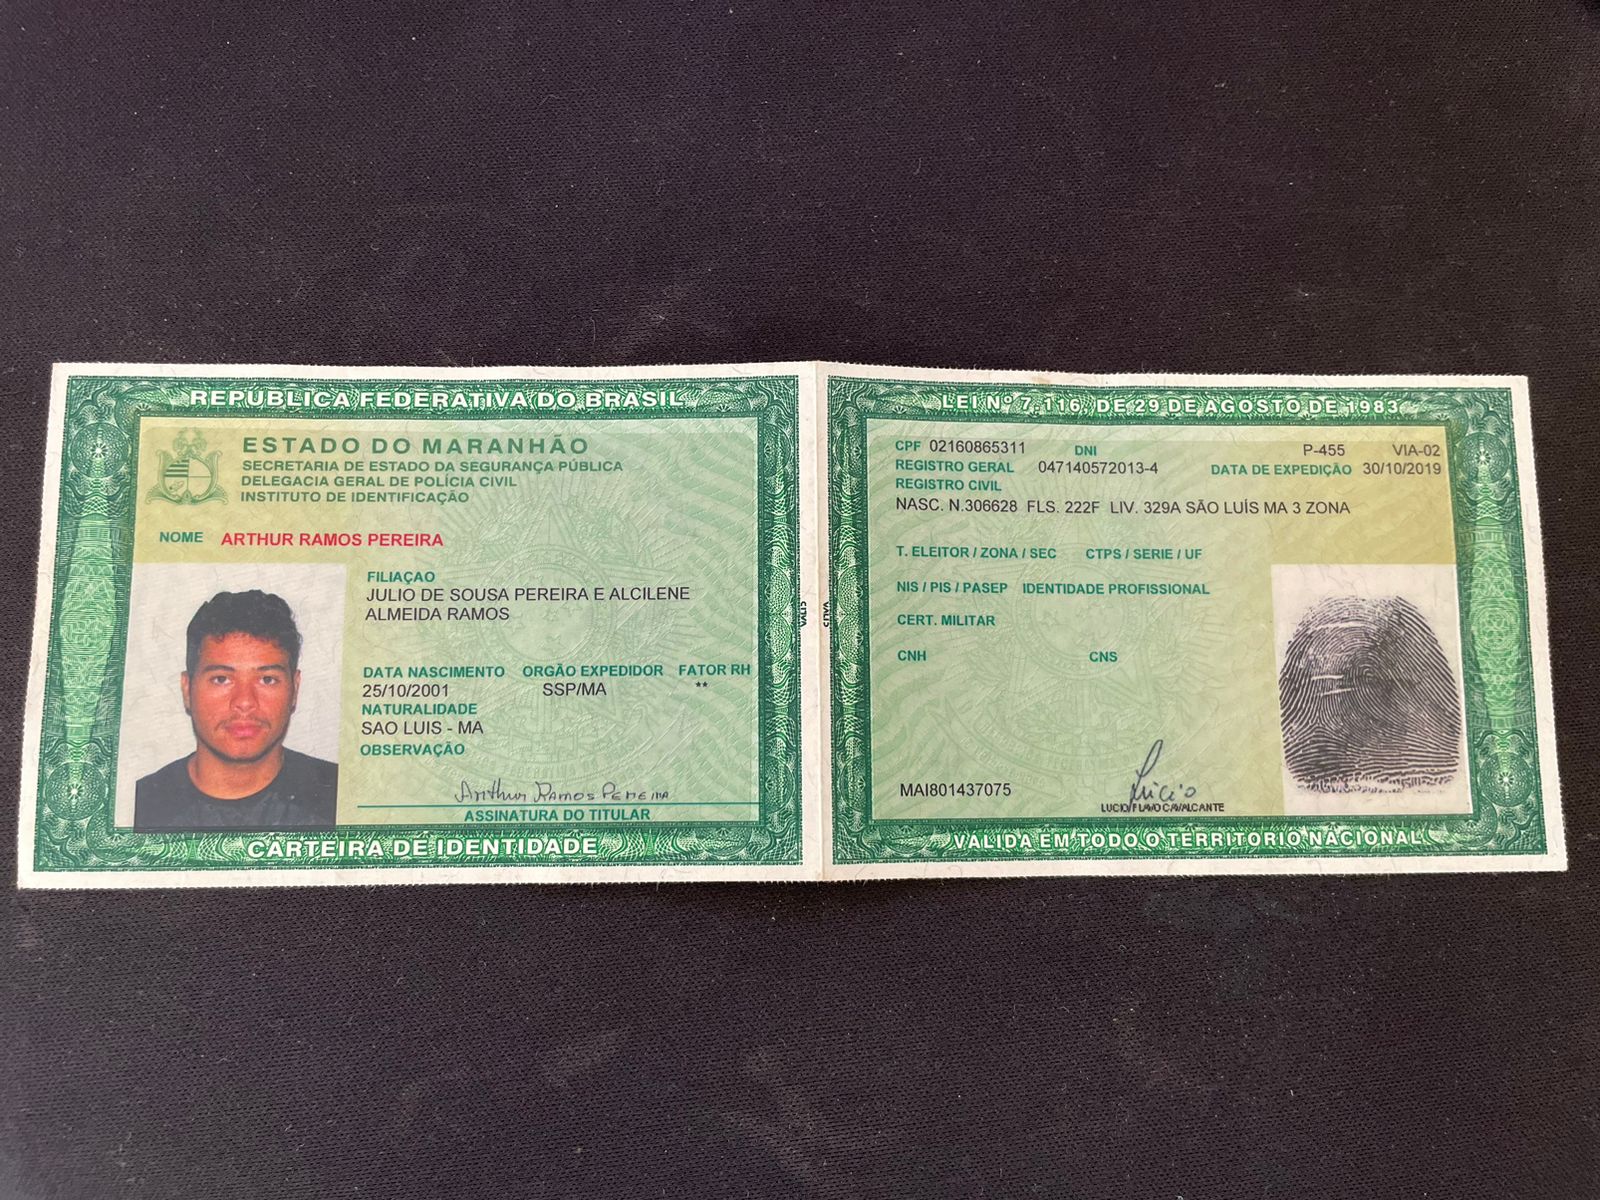 REPUBLICA FEDERATIVA DO BRASIL
ESTADO DO MARANHÃO
SECRETARIA DE ESTADO DA SEGURANÇA PÚBLICA
DELEGACIA GERAL DE POLÍCIA CIVIL
INSTITUTO DE IDENTIFICAÇÃO
NOME ARTHUR RAMOS PEREIRA
FILIAÇAO
JULIO DE SOUSA PEREIRA E ALCILENE
ALMEIDA RAMOS
DATA NASCIMENTO ORGÃO EXPEDIDOR FATOR RH
25/10/2001 SSP/MA **
NATURALIDADE
SAO LUIS - MA
OBSERVAÇÃO
Arithur Ramos Pereira
ASSINATURA DO TITULAR
CARTEIRA DE IDENTIDADE
LEI Nº 7.116, DE 29 DE AGOSTO DE 1983
CPF 02160865311 DNI P-455 VIA-02
REGISTRO GERAL 047140572013-4 DATA DE EXPEDIÇÃO 30/10/2019
REGISTRO CIVIL
NASC. N.306628 FLS. 222F LIV. 329A SÃO LUÍS MA 3 ZONA
T. ELEITOR / ZONA / SEC CTPS / SERIE / UF
NIS / PIS / PASEP IDENTIDADE PROFISSIONAL
CERT. MILITAR
CNH CNS
MAI801437075
Lúcio
LUCIO FLAVO CAVALCANTE
VALIDA EM TODO O TERRITORIO NACIONAL